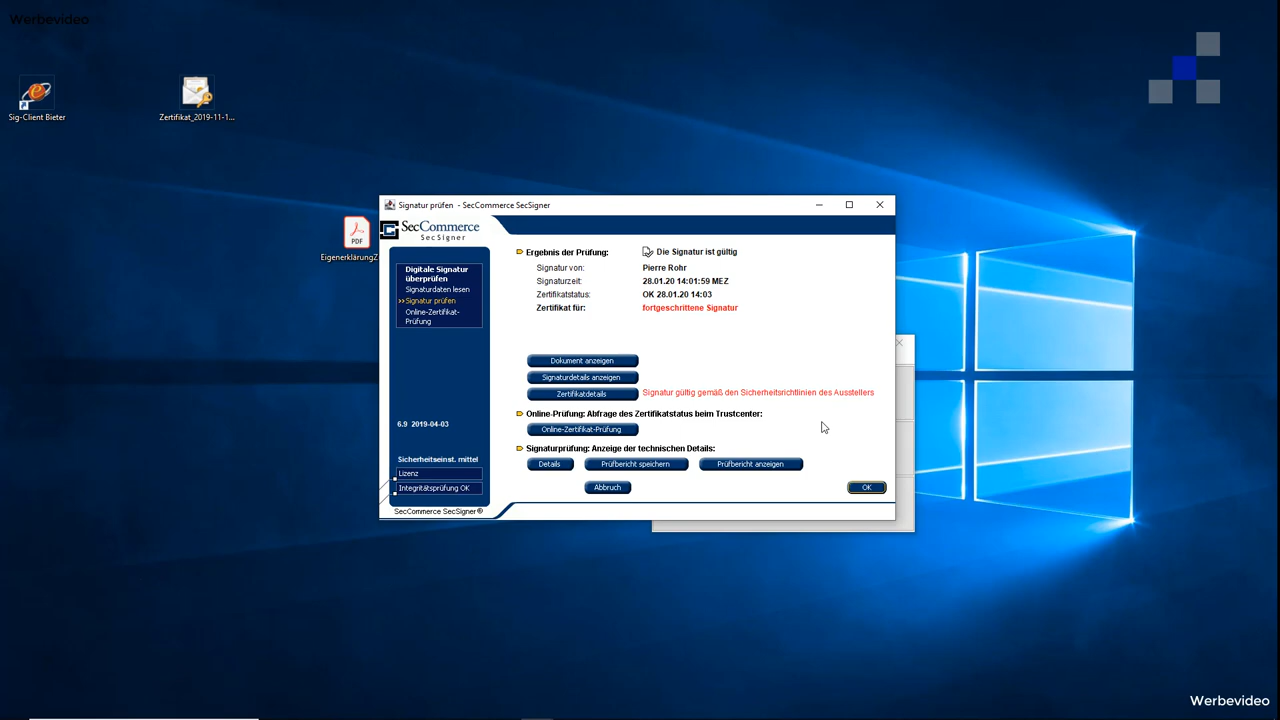 Werbevideo
Sig-Client Bieter
Zertifikat_2019-11-1...
PDF
EigenerklärungZ
Signatur prüfen - SecCommerce SecSigner
SecCommerce
SecSigner
Digitale Signatur
überprüfen
Signaturdaten lesen
>>Signatur prüfen
Online-Zertifikat-
Prüfung
6.9 2019-04-03
Sicherheitseinst. mittel
Lizenz
Integritätsprüfung OK
SecCommerce SecSigner®
Ergebnis der Prüfung: Die Signatur ist gültig
Signatur von: Pierre Rohr
Signaturzeit: 28.01.20 14:01:59 MEZ
Zertifikatstatus: OK 28.01.20 14:03
Zertifikat für: fortgeschrittene Signatur
Dokument anzeigen
Signaturdetails anzeigen
Zertifikatdetails Signatur gültig gemäß den Sicherheitsrichtlinien des Ausstellers
Online-Prüfung: Abfrage des Zertifikatstatus beim Trustcenter:
Online-Zertifikat-Prüfung
Signaturprüfung: Anzeige der technischen Details:
Details Prüfbericht speichern Prüfbericht anzeigen
Abbruch OK
Werbevideo